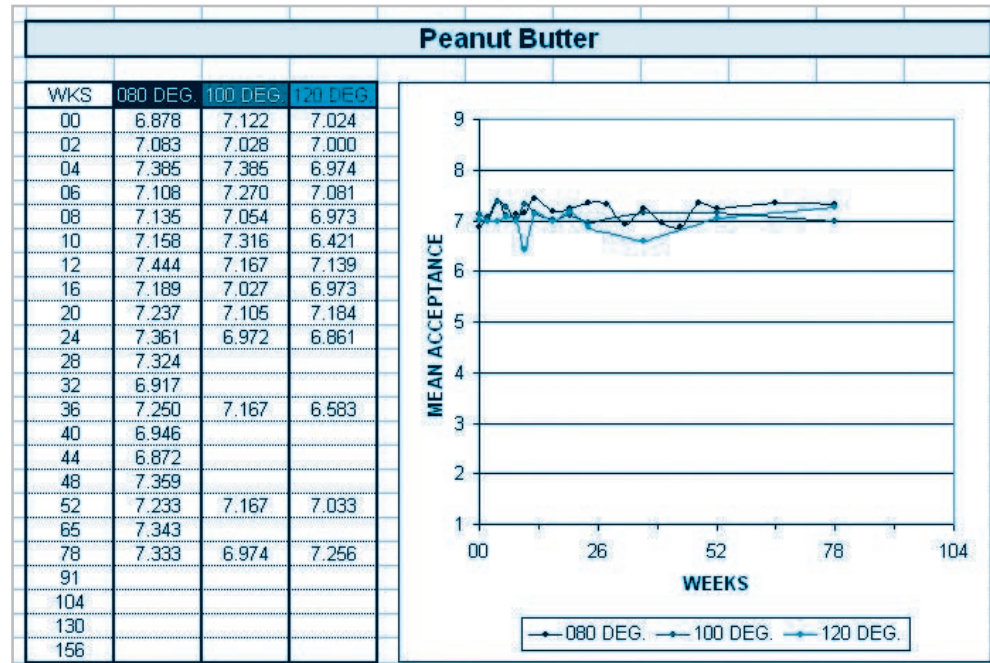 Peanut Butter
WKS 080 DEG. 100 DEG. 120 DEG.
00 6.878 7.122 7.024
02 7.083 7.028 7.000
04 7.385 7.385 6.974
06 7.108 7.270 7.081
08 7.135 7.054 6.973
10 7.158 7.316 6.421
12 7.444 7.167 7.139
16 7.189 7.027 6.973
20 7.237 7.105 7.184
24 7.361 6.972 6.861
28 7.324
32 6.917
36 7.250 7.167 6.583
40 6.946
44 6.872
48 7.359
52 7.233 7.167 7.033
65 7.343
78 7.333 6.974 7.256
91
104
130
156
MEAN ACCEPTANCE
9
8
7
6
5
4
3
2
1
00 26 52 78 104
WEEKS
080 DEG. 100 DEG. 120 DEG.